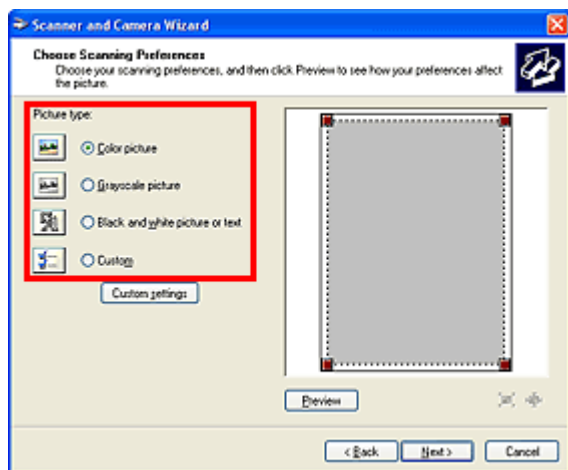 Scanner and Camera Wizard
Choose Scanning Preferences
Choose your scanning preferences, and then click Preview to see how your preferences affect
the picture.
Picture type:
Color picture
Grayscale picture
Black and white picture or text
Custom
Custom settings
Preview
< Back
Next >
Cancel